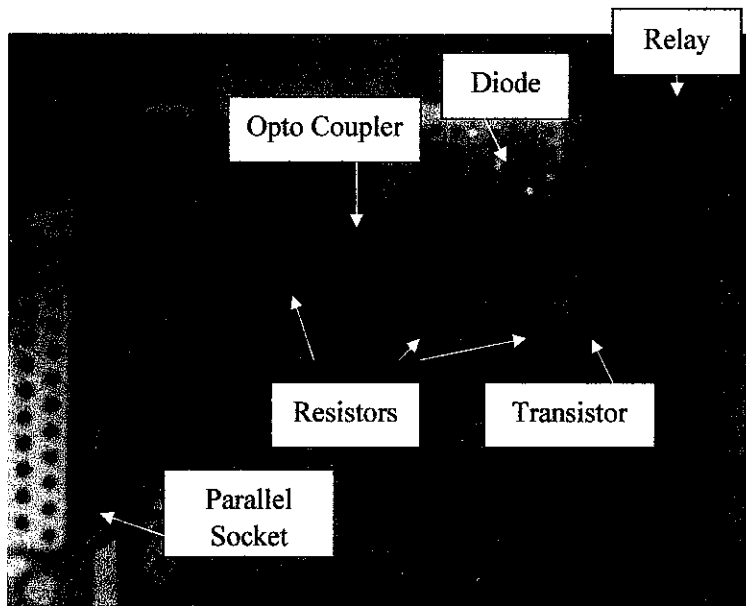 Relay
Diode
Opto Coupler
Resistors
Transistor
Parallel
Socket